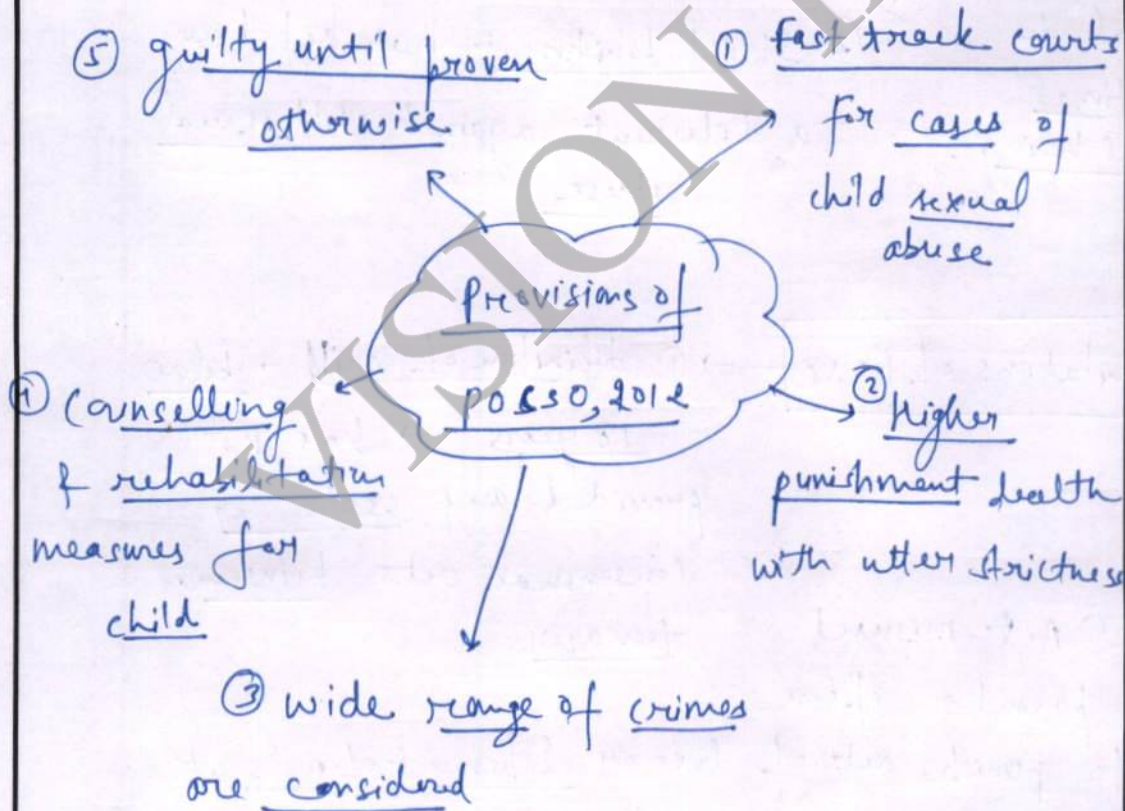 ⑤ guilty until proven
otherwise
① fast track courts
for cases of
child sexual
abuse
Provisions of
POSSO, 2012
④ Counselling
& rehabilitation
measures for
child
② Higher
punishment dealth
with utter strictness
③ wide range of crimes
are considered
VISION